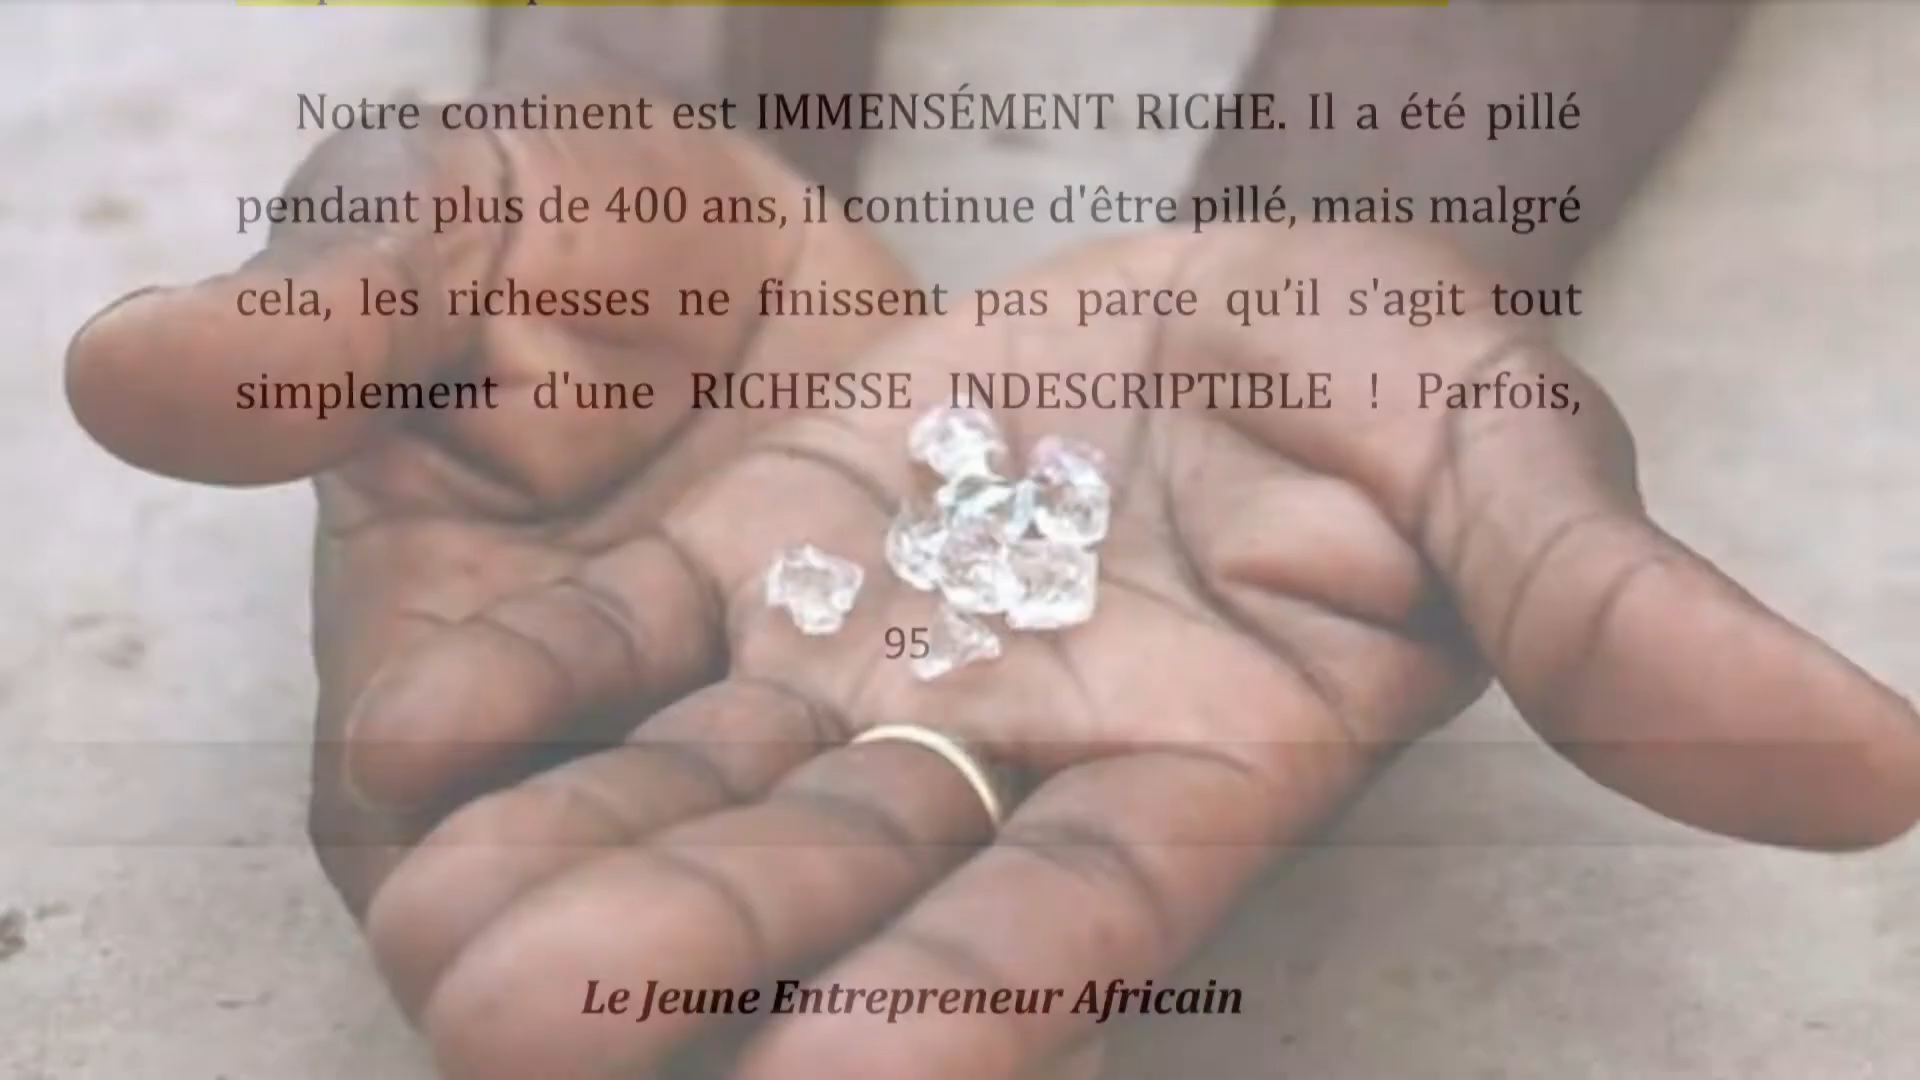 Notre continent est IMMENSÉMENT RICHE. Il a été pillé
pendant plus de 400 ans, il continue d'être pillé, mais malgré
cela, les richesses ne finissent pas parce qu’il s'agit tout
simplement d'une RICHESSE INDESCRIPTIBLE ! Parfois,
95
Le Jeune Entrepreneur Africain